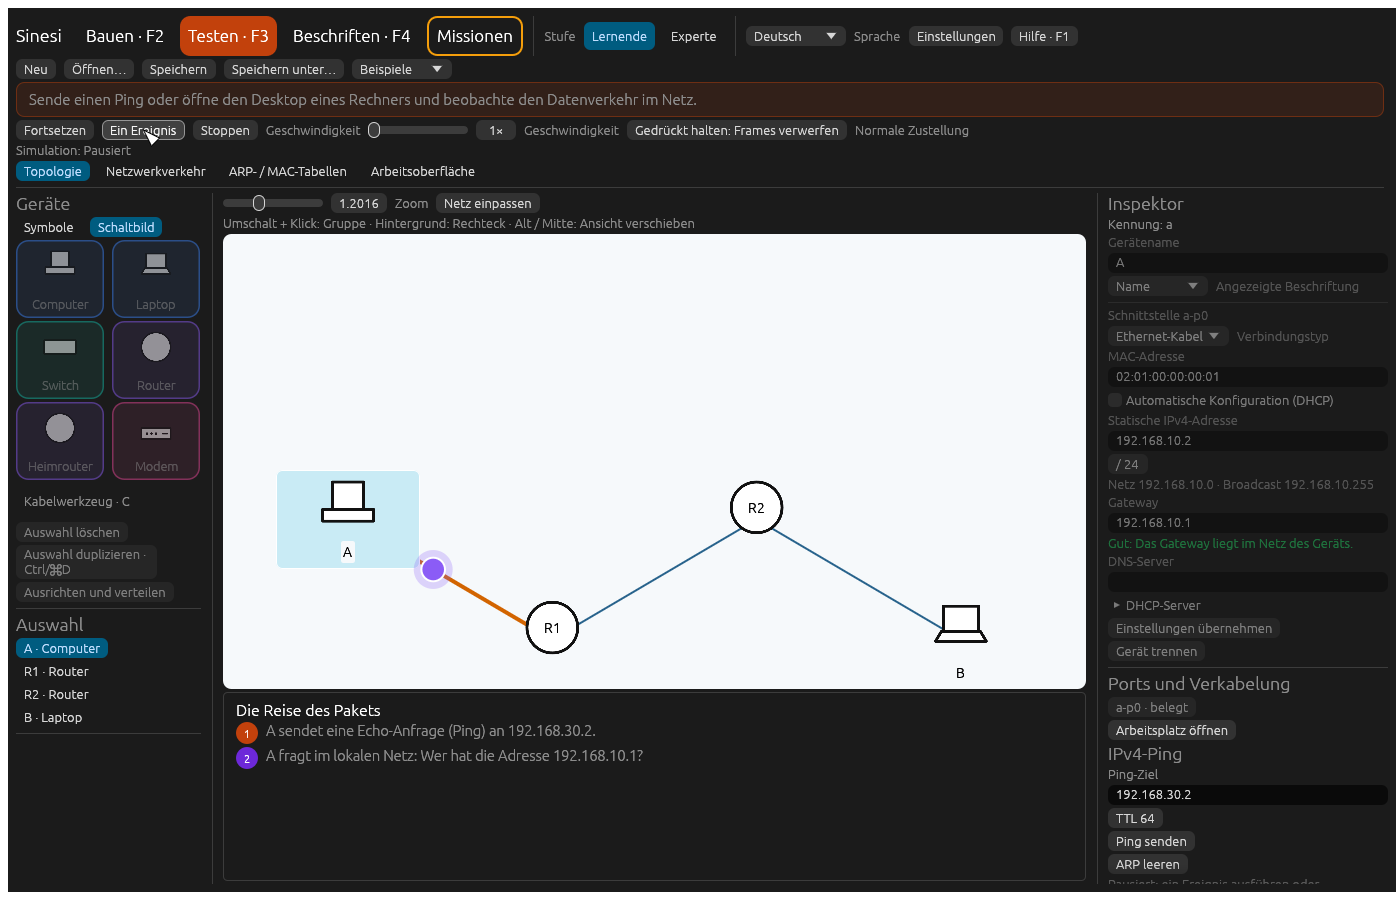 Sinesi Bauen · F2 Testen · F3 Beschriften · F4 Missionen Stufe Lernende Experte Deutsch Sprache Einstellungen Hilfe · F1
Neu Öffnen... Speichern Speichern unter... Beispiele
Sende einen Ping oder öffne den Desktop eines Rechners und beobachte den Datenverkehr im Netz.
Fortsetzen Ein Ereignis Stoppen Geschwindigkeit 1× Geschwindigkeit Gedrückt halten: Frames verwerfen Normale Zustellung
Simulation: Pausiert
Topologie Netzwerkverkehr ARP- / MAC-Tabellen Arbeitsoberfläche
Geräte
Symbole Schaltbild
Computer Laptop
Switch Router
Heimrouter Modem
Kabelwerkzeug · C
Auswahl löschen
Auswahl duplizieren ·
Ctrl/⌘D
Ausrichten und verteilen
Auswahl
A · Computer
R1 · Router
R2 · Router
B · Laptop
1.2016 Zoom Netz einpassen
Umschalt + Klick: Gruppe · Hintergrund: Rechteck · Alt / Mitte: Ansicht verschieben
R2
A
R1
B
Die Reise des Pakets
1 A sendet eine Echo-Anfrage (Ping) an 192.168.30.2.
2 A fragt im lokalen Netz: Wer hat die Adresse 192.168.10.1?
Inspektor
Kennung: a
Gerätename
A
Name Angezeigte Beschriftung
Schnittstelle a-p0
Ethernet-Kabel Verbindungstyp
MAC-Adresse
02:01:00:00:00:01
Automatische Konfiguration (DHCP)
Statische IPv4-Adresse
192.168.10.2
/ 24
Netz 192.168.10.0 · Broadcast 192.168.10.255
Gateway
192.168.10.1
Gut: Das Gateway liegt im Netz des Geräts.
DNS-Server
DHCP-Server
Einstellungen übernehmen
Gerät trennen
Ports und Verkabelung
a-p0 · belegt
Arbeitsplatz öffnen
IPv4-Ping
Ping-Ziel
192.168.30.2
TTL 64
Ping senden
ARP leeren
Pausiert: ein Ereignis ausführen oder